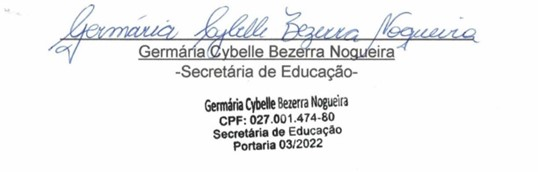 Germária Cybelle Bezerra Nogueira
Germária Cybelle Bezerra Nogueira
-Secretária de Educação-
Germária Cybelle Bezerra Nogueira
CPF: 027.001.474-80
Secretária de Educação
Portaria 03/2022